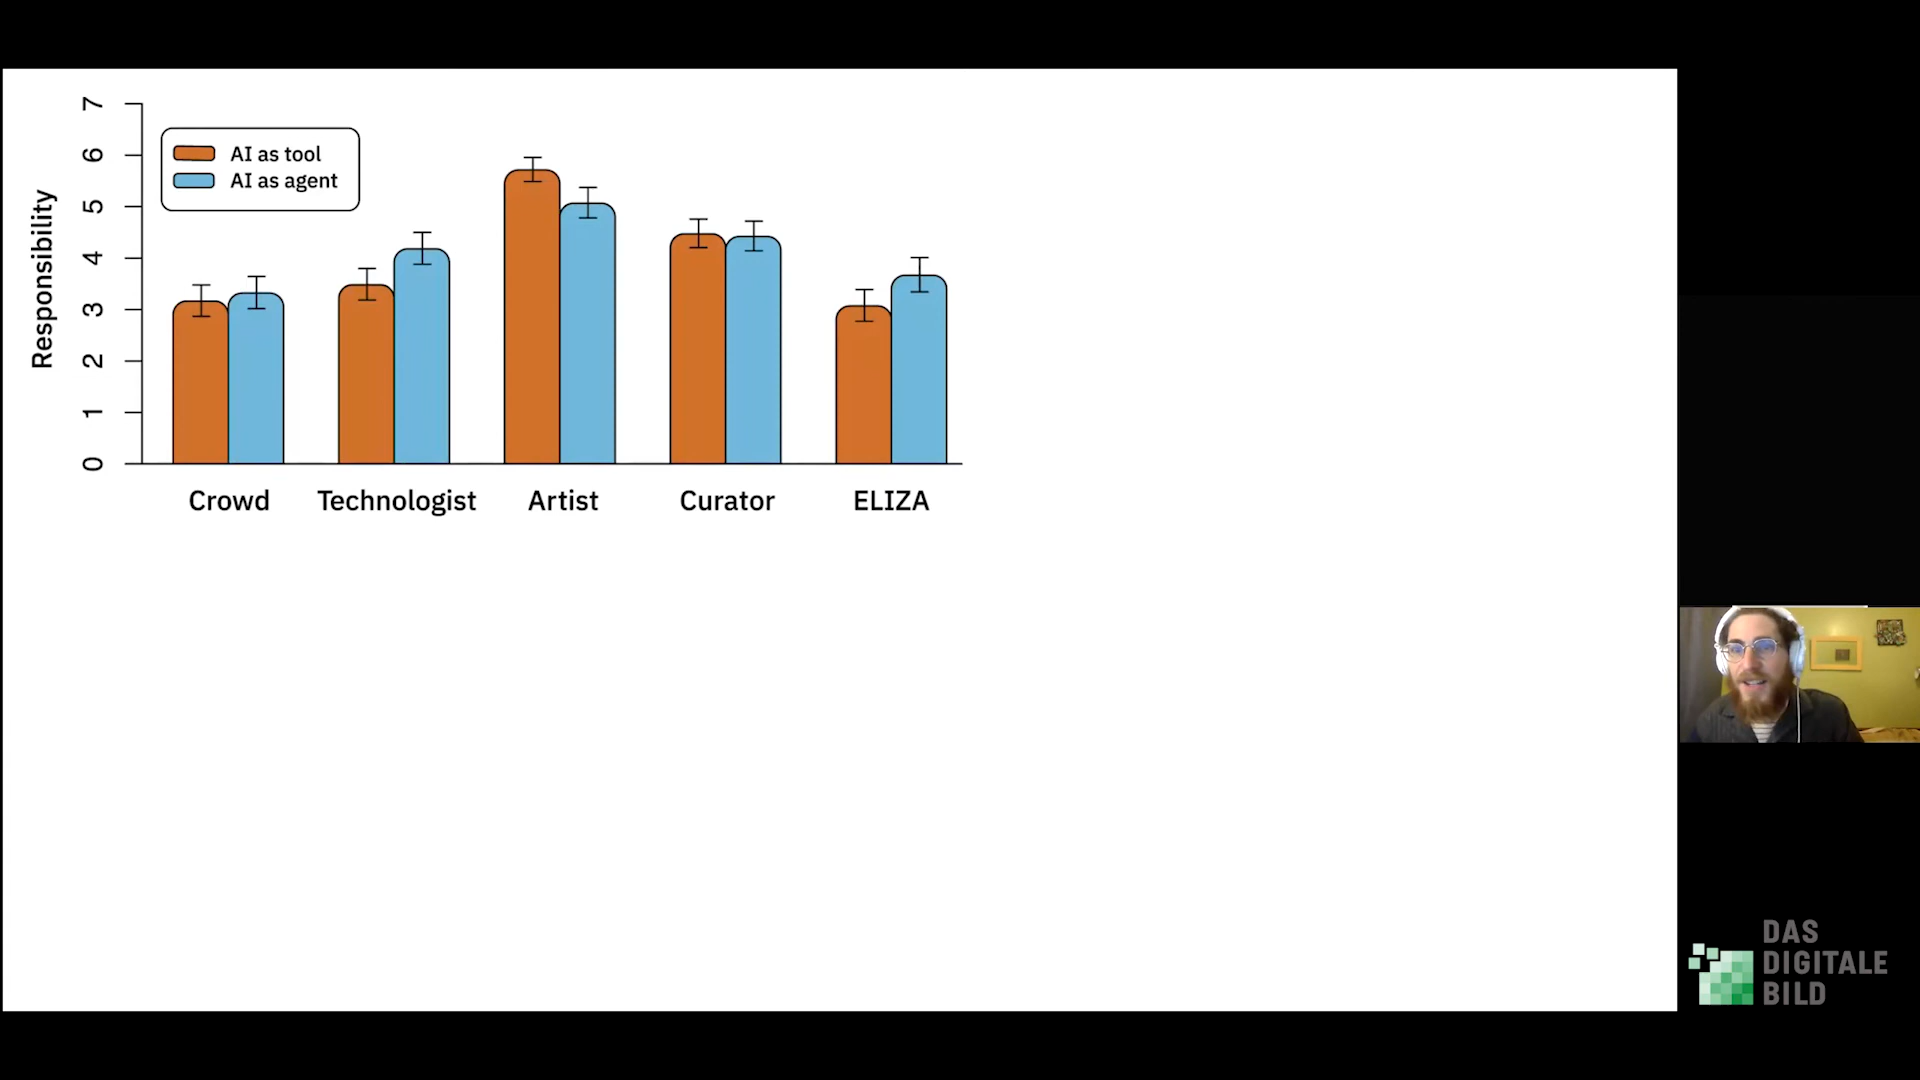 7
6
5
4
3
2
1
0
Responsibility
AI as tool
AI as agent
Crowd Technologist Artist Curator ELIZA
DAS
DIGITALE
BILD